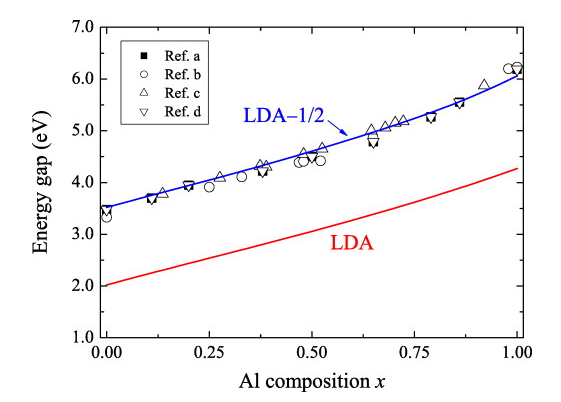 7.0
6.0
5.0
4.0
3.0
2.0
1.0
Energy gap (eV)
Ref. a
Ref. b
Ref. c
Ref. d
LDA–1/2
LDA
0.00
0.25
0.50
0.75
1.00
Al composition x